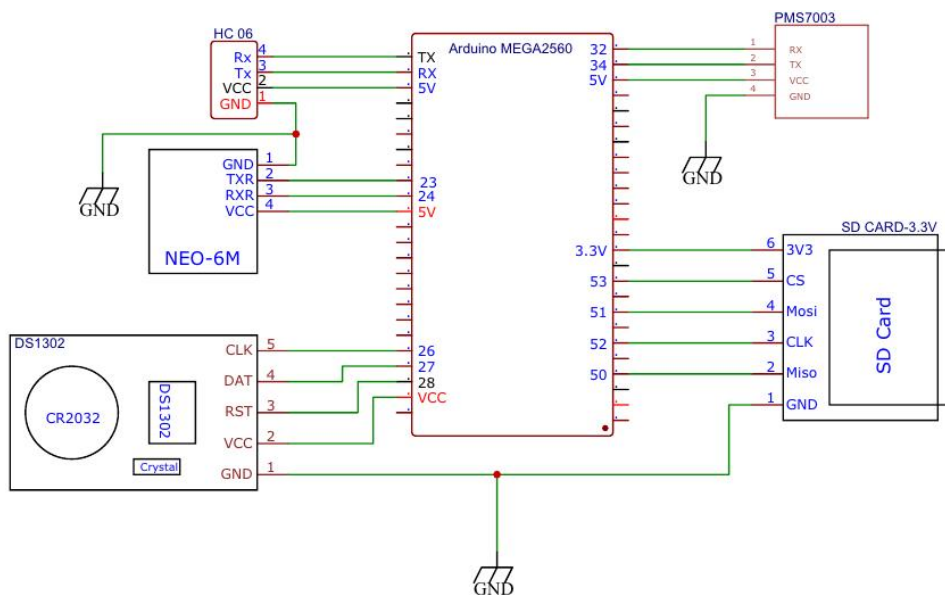 HC 06
Rx 4
Tx 3
VCC 2
GND 1
GND
GND 1
TXR 2
RXR 3
VCC 4
NEO-6M
DS1302
CR2032
DS1302
Crystal
CLK 5
DAT 4
RST 3
VCC 2
GND 1
Arduino MEGA2560
TX
RX
5V
23
24
5V
26
27
28
VCC
32
34
5V
3.3V
53
51
52
50
PMS7003
1 RX
2 TX
3 VCC
4 GND
GND
SD CARD-3.3V
6 3V3
5 CS
4 Mosi
3 CLK
2 Miso
1 GND
SD Card
GND